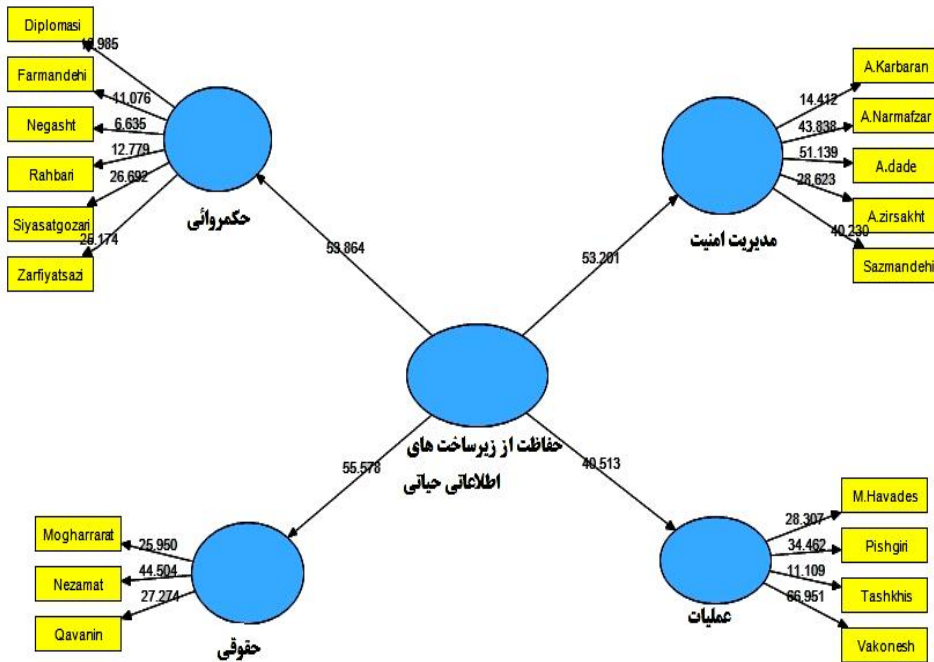 Diplomasi
Farmandehi
11.076
Negasht
6.635
Rahbari
12.779
Siyasatgozari
26.692
Zarfiyatsazi
25.174
حکمروائی
A.Karbaran
14.412
A.Narmafzar
43.838
A.dade
51.139
A.zirsakht
28.623
Sazmandehi
40.230
مدیریت امنیت
53.864
53.201
حفاظت از زیرساخت های
اطلاعاتی حیاتی
55.578
40.513
Mogharrarat
25.950
Nezamat
44.504
Qavanin
27.274
حقوقی
M.Havades
28.307
Pishgiri
34.462
Tashkhis
11.109
Vakonesh
66.951
عملیات